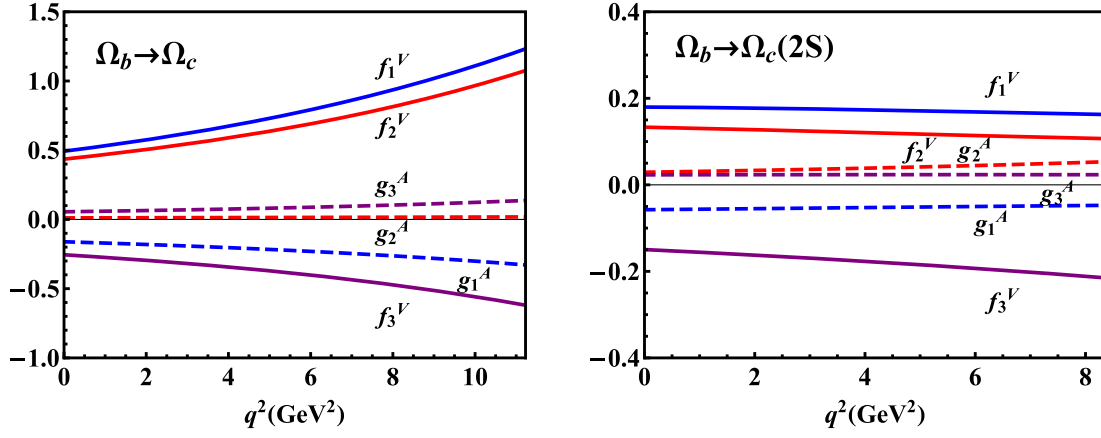 Ω_b→Ω_c
f_1^V
f_2^V
g_3^A
g_2^A
g_1^A
f_3^V
1.5
1.0
0.5
0.0
−0.5
−1.0
0 2 4 6 8 10
q^2(GeV^2)
Ω_b→Ω_c(2S)
f_1^V
f_2^V g_2^A
g_3^A
g_1^A
f_3^V
0.4
0.2
0.0
−0.2
−0.4
0 2 4 6 8
q^2(GeV^2)